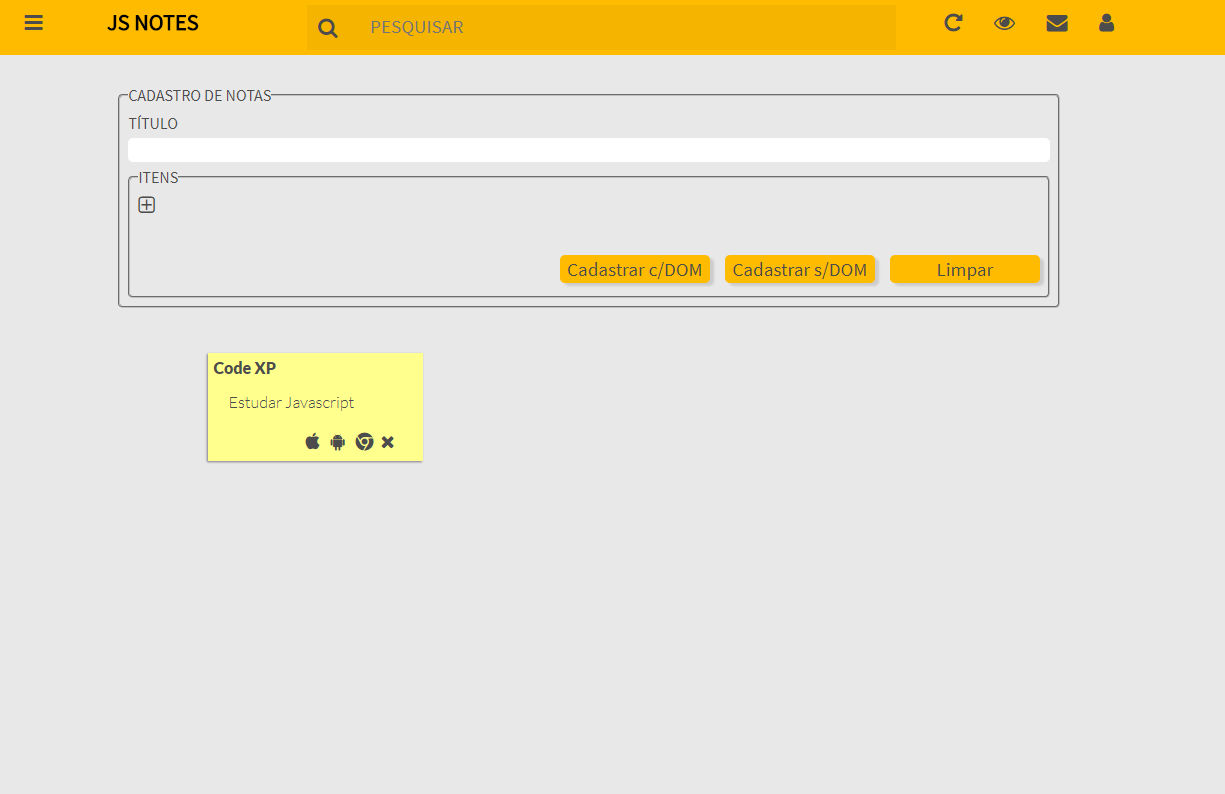 JS NOTES
PESQUISAR
CADASTRO DE NOTAS
TÍTULO
ITENS
Cadastrar c/DOM Cadastrar s/DOM Limpar
Code XP
Estudar Javascript